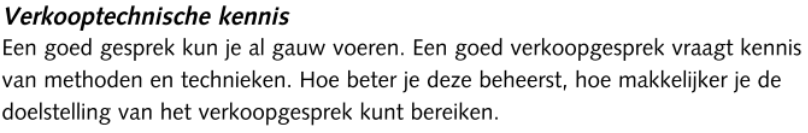 Verkooptechnische kennis
Een goed gesprek kun je al gauw voeren. Een goed verkoopgesprek vraagt kennis
van methoden en technieken. Hoe beter je deze beheerst, hoe makkelijker je de
doelstelling van het verkoopgesprek kunt bereiken.